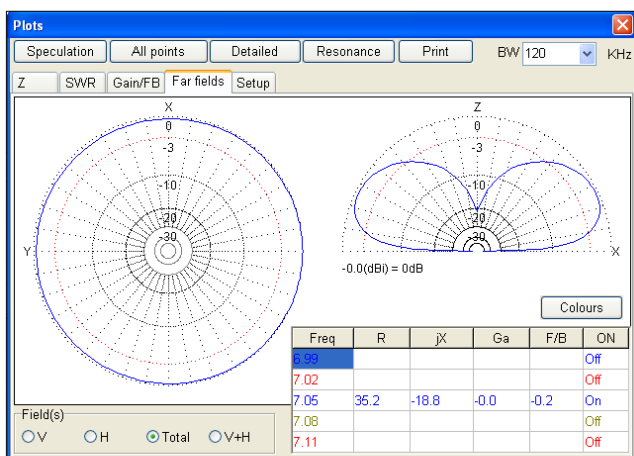 Plots
Speculation All points Detailed Resonance Print BW 120 KHz
Z SWR Gain/FB Far fields Setup
X
0
-3
-10
-20
-30
Y
Z
0
-3
-10
-20
-30
X
-0.0(dBi) = 0dB
Colours
Freq R jX Ga F/B ON
6.99 Off
7.02 Off
7.05 35.2 -18.8 -0.0 -0.2 On
7.08 Off
7.11 Off
Field(s)
V H Total V+H